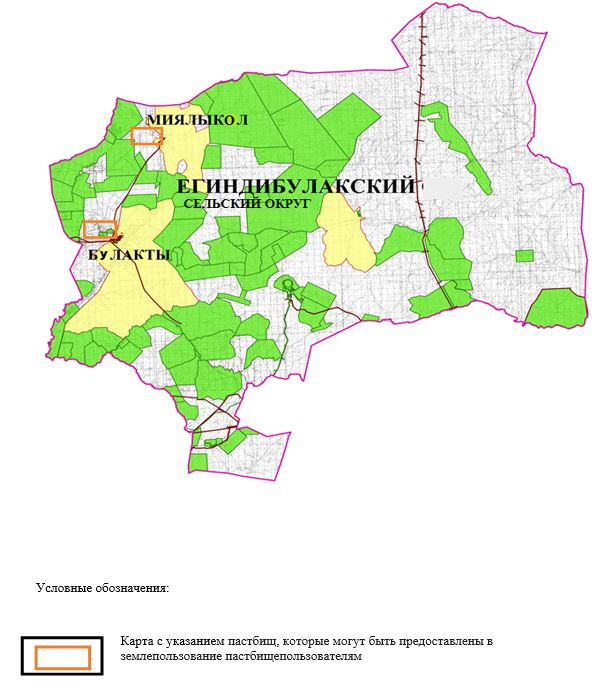 МИЯЛЫКОЛ
ЕГИНДИБУЛАКСКИЙ
СЕЛЬСКИЙ ОКРУГ
БУЛАКТЫ
Условные обозначения:
Карта с указанием пастбищ, которые могут быть предоставлены в
землепользование пастбищепользователям